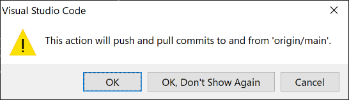 Visual Studio Code
This action will push and pull commits to and from 'origin/main'.
OK
OK, Don't Show Again
Cancel